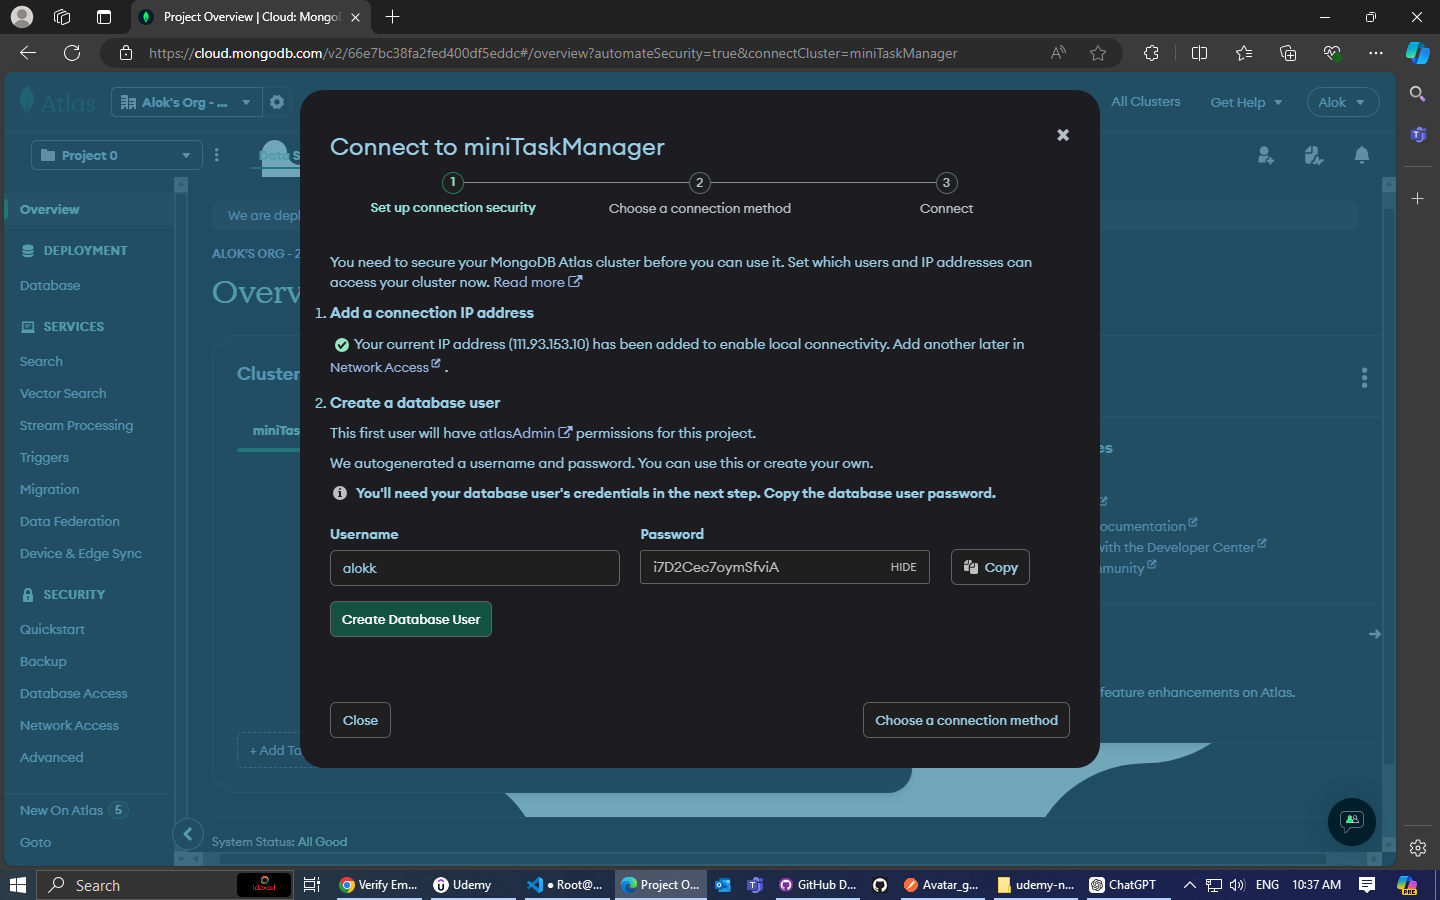 Project Overview | Cloud: MongoD
https://cloud.mongodb.com/v2/66e7bc38fa2fed400df5eddc#/overview?automateSecurity=true&connectCluster=miniTaskManager
Atlas
Alok's Org - ...
All Clusters
Get Help
Alok
Project 0
Data S
Overview
DEPLOYMENT
Database
SERVICES
Search
Vector Search
Stream Processing
Triggers
Migration
Data Federation
Device & Edge Sync
SECURITY
Quickstart
Backup
Database Access
Network Access
Advanced
New On Atlas 5
Goto
We are depl
ALOK'S ORG - 2
Overv
Cluster
miniTas
+ Add Ta
System Status: All Good
Connect to miniTaskManager
1
2
3
Set up connection security
Choose a connection method
Connect
You need to secure your MongoDB Atlas cluster before you can use it. Set which users and IP addresses can
access your cluster now. Read more
1. Add a connection IP address
Your current IP address (111.93.153.10) has been added to enable local connectivity. Add another later in
Network Access .
2. Create a database user
This first user will have atlasAdmin permissions for this project.
We autogenerated a username and password. You can use this or create your own.
You'll need your database user's credentials in the next step. Copy the database user password.
Username
Password
alokk
i7D2Cec7oymSfviA
HIDE
Copy
Create Database User
Close
Choose a connection method
es
ocumentation
with the Developer Center
mmunity
feature enhancements on Atlas.
Search
Idexcel
Verify Em...
Udemy
● Root@...
Project O...
GitHub D...
Avatar_g...
udemy-n...
ChatGPT
ENG
10:37 AM
PRE